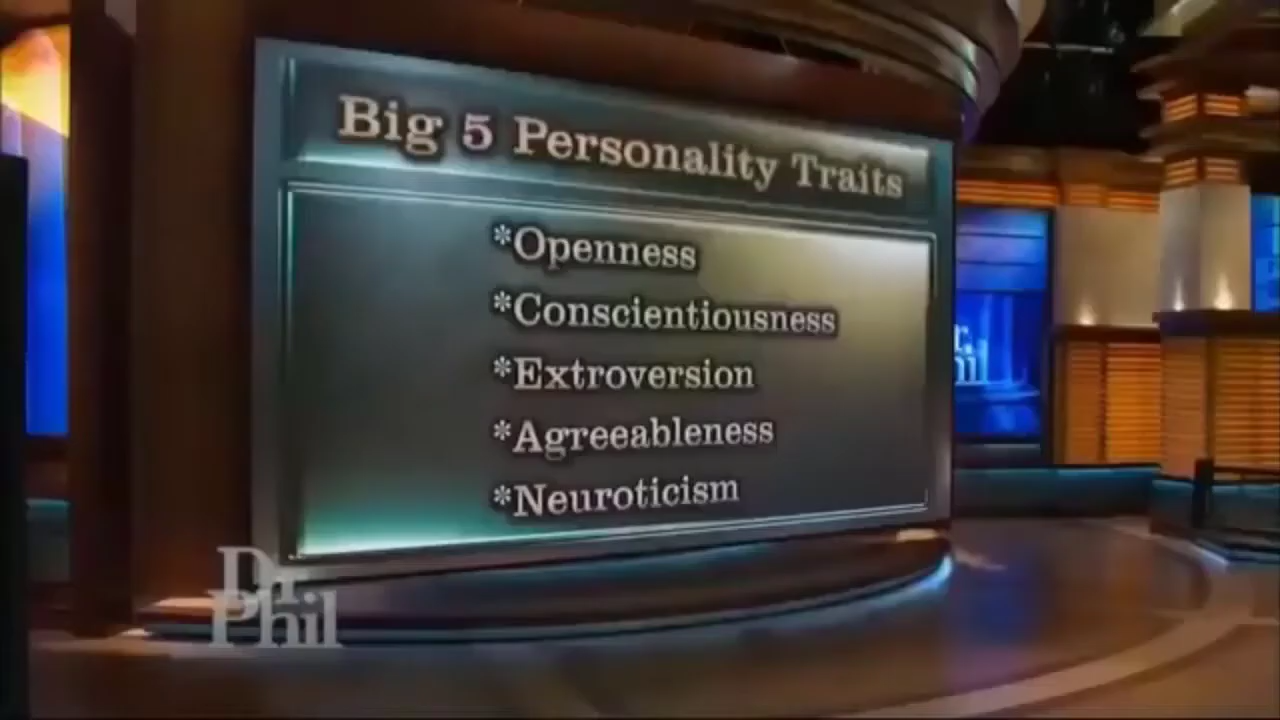 Big 5 Personality Traits
*Openness
*Conscientiousness
*Extroversion
*Agreeableness
*Neuroticism
Dr
Phil